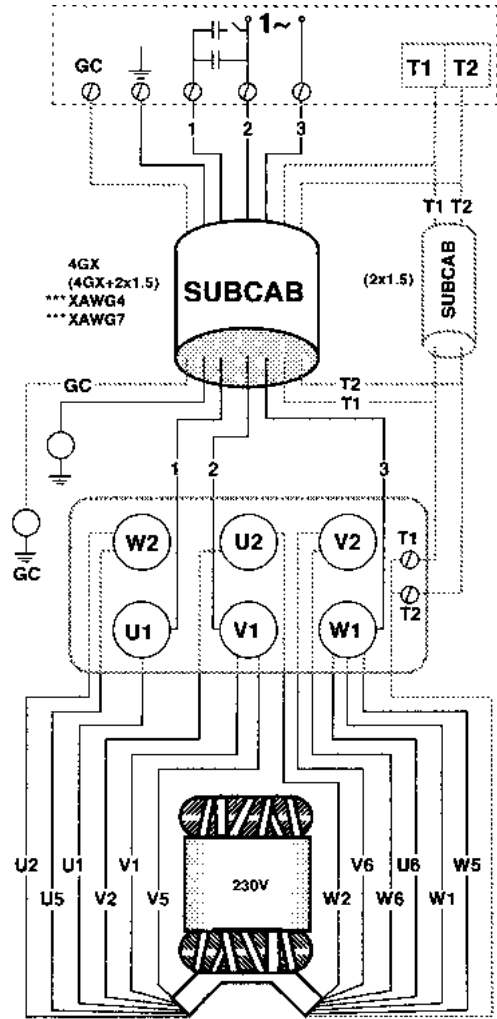 1~
GC
T1 T2
1 2 3
T1 T2
4GX
(4GX+2x1.5)
***XAWG4
***XAWG7
SUBCAB
(2x1.5)
SUBCAB
GC
T2
T1
1 2 3
GC
W2 U2 V2
T1
U1 V1 W1
T2
230V
U2 U1 V1 V6 U6 W5
U5 V2 V5 W2 W6 W1